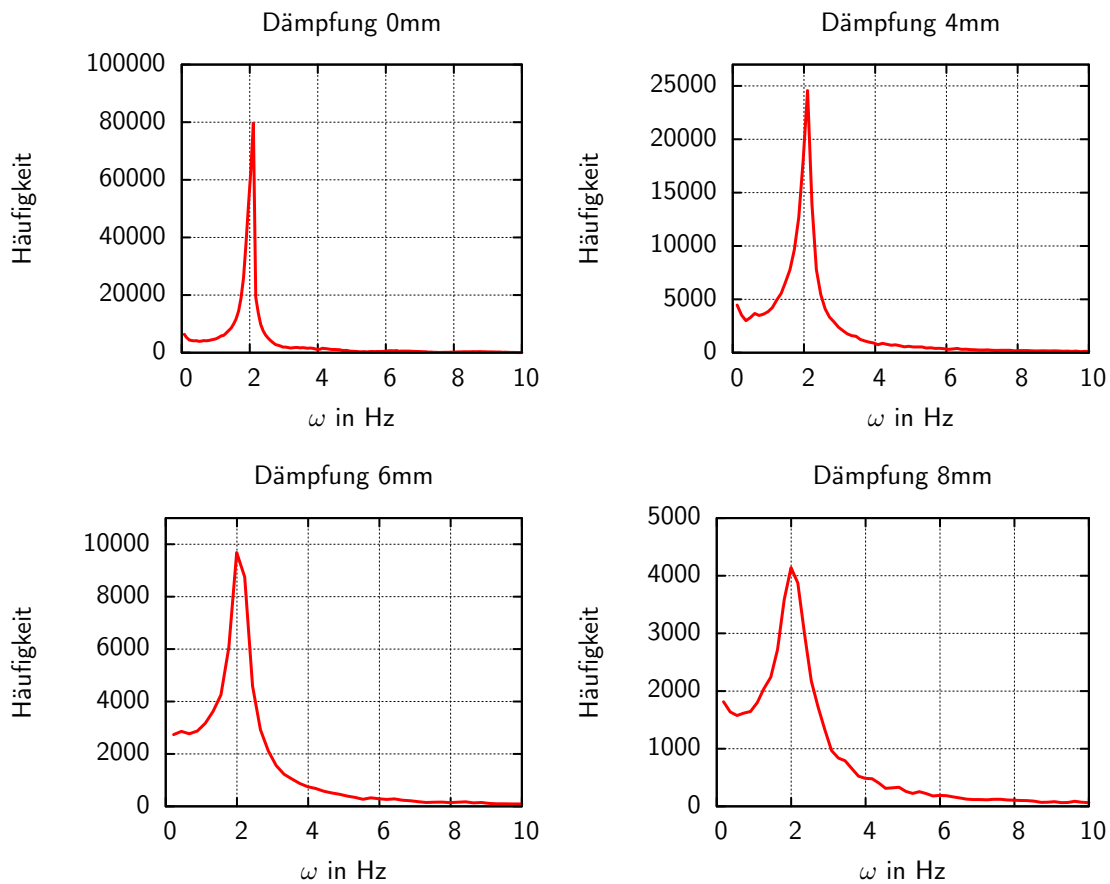 Dämpfung 0mm
100000
80000
60000
40000
20000
0
0 2 4 6 8 10
Häufigkeit
ω in Hz
Dämpfung 4mm
25000
20000
15000
10000
5000
0
0 2 4 6 8 10
Häufigkeit
ω in Hz
Dämpfung 6mm
10000
8000
6000
4000
2000
0
0 2 4 6 8 10
Häufigkeit
ω in Hz
Dämpfung 8mm
5000
4000
3000
2000
1000
0
0 2 4 6 8 10
Häufigkeit
ω in Hz